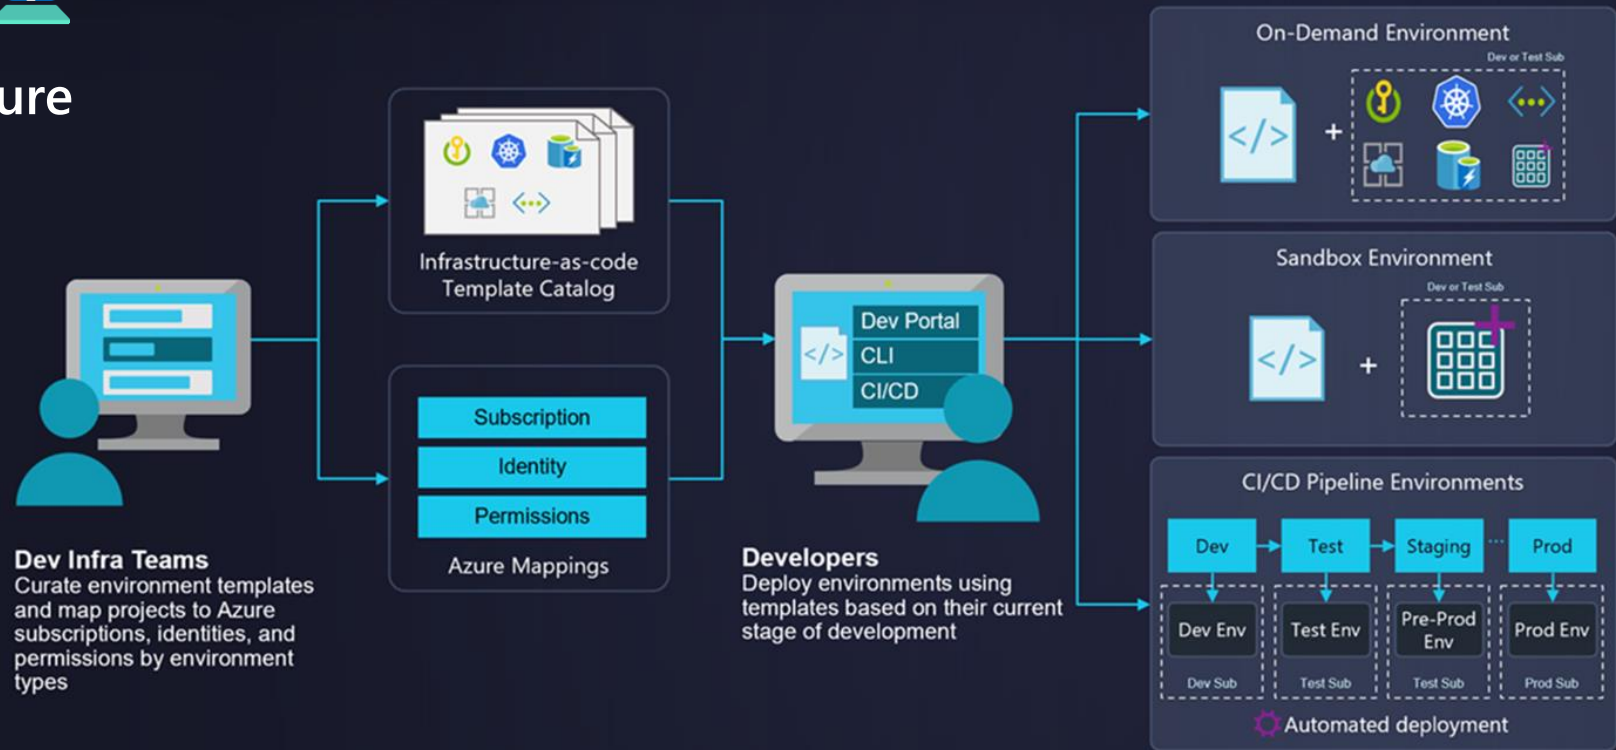 ure
Infrastructure-as-code
Template Catalog
Subscription
Identity
Permissions
Azure Mappings
Dev Infra Teams
Curate environment templates
and map projects to Azure
subscriptions, identities, and
permissions by environment
types
</>
Dev Portal
CLI
CI/CD
Developers
Deploy environments using
templates based on their current
stage of development
On-Demand Environment
Dev or Test Sub
</>
+
Sandbox Environment
Dev or Test Sub
</>
+
CI/CD Pipeline Environments
Dev
Test
Staging
...
Prod
Dev Env
Test Env
Pre-Prod
Env
Prod Env
Dev Sub
Test Sub
Test Sub
Prod Sub
Automated deployment